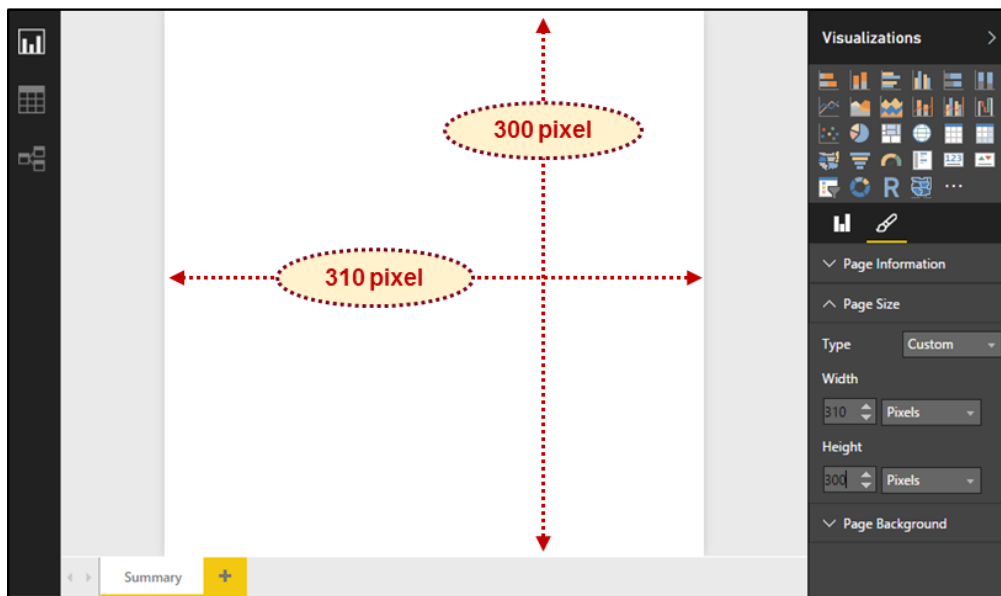 Visualizations
300 pixel
310 pixel
123
R
Page Information
Page Size
Type
Custom
Width
310
Pixels
Height
300
Pixels
Page Background
Summary